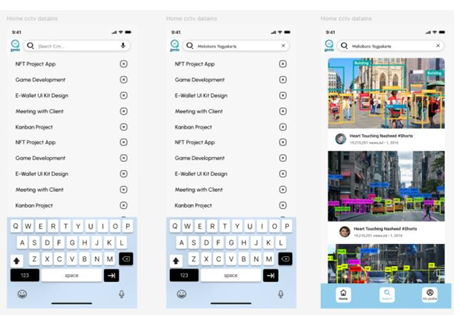 Home cctv datains
Home cctv datains
Home cctv datains
9:41
Search Cctv...
NFT Project App
Game Development
E-Wallet UI Kit Design
Meeting with Client
Kanban Project
NFT Project App
Game Development
E-Wallet UI Kit Design
Meeting with Client
Kanban Project
Q W E R T Y U I O P
A S D F G H J K L
Z X C V B N M
123
space
9:41
Malioboro Yogyakarta
NFT Project App
Game Development
E-Wallet UI Kit Design
Meeting with Client
Kanban Project
NFT Project App
Game Development
E-Wallet UI Kit Design
Meeting with Client
Kanban Project
Q W E R T Y U I O P
A S D F G H J K L
Z X C V B N M
123
space
9:41
Malioboro Yogyakarta
Heart Touching Nasheed #Shorts
Heart Touching Nasheed #Shorts
Home